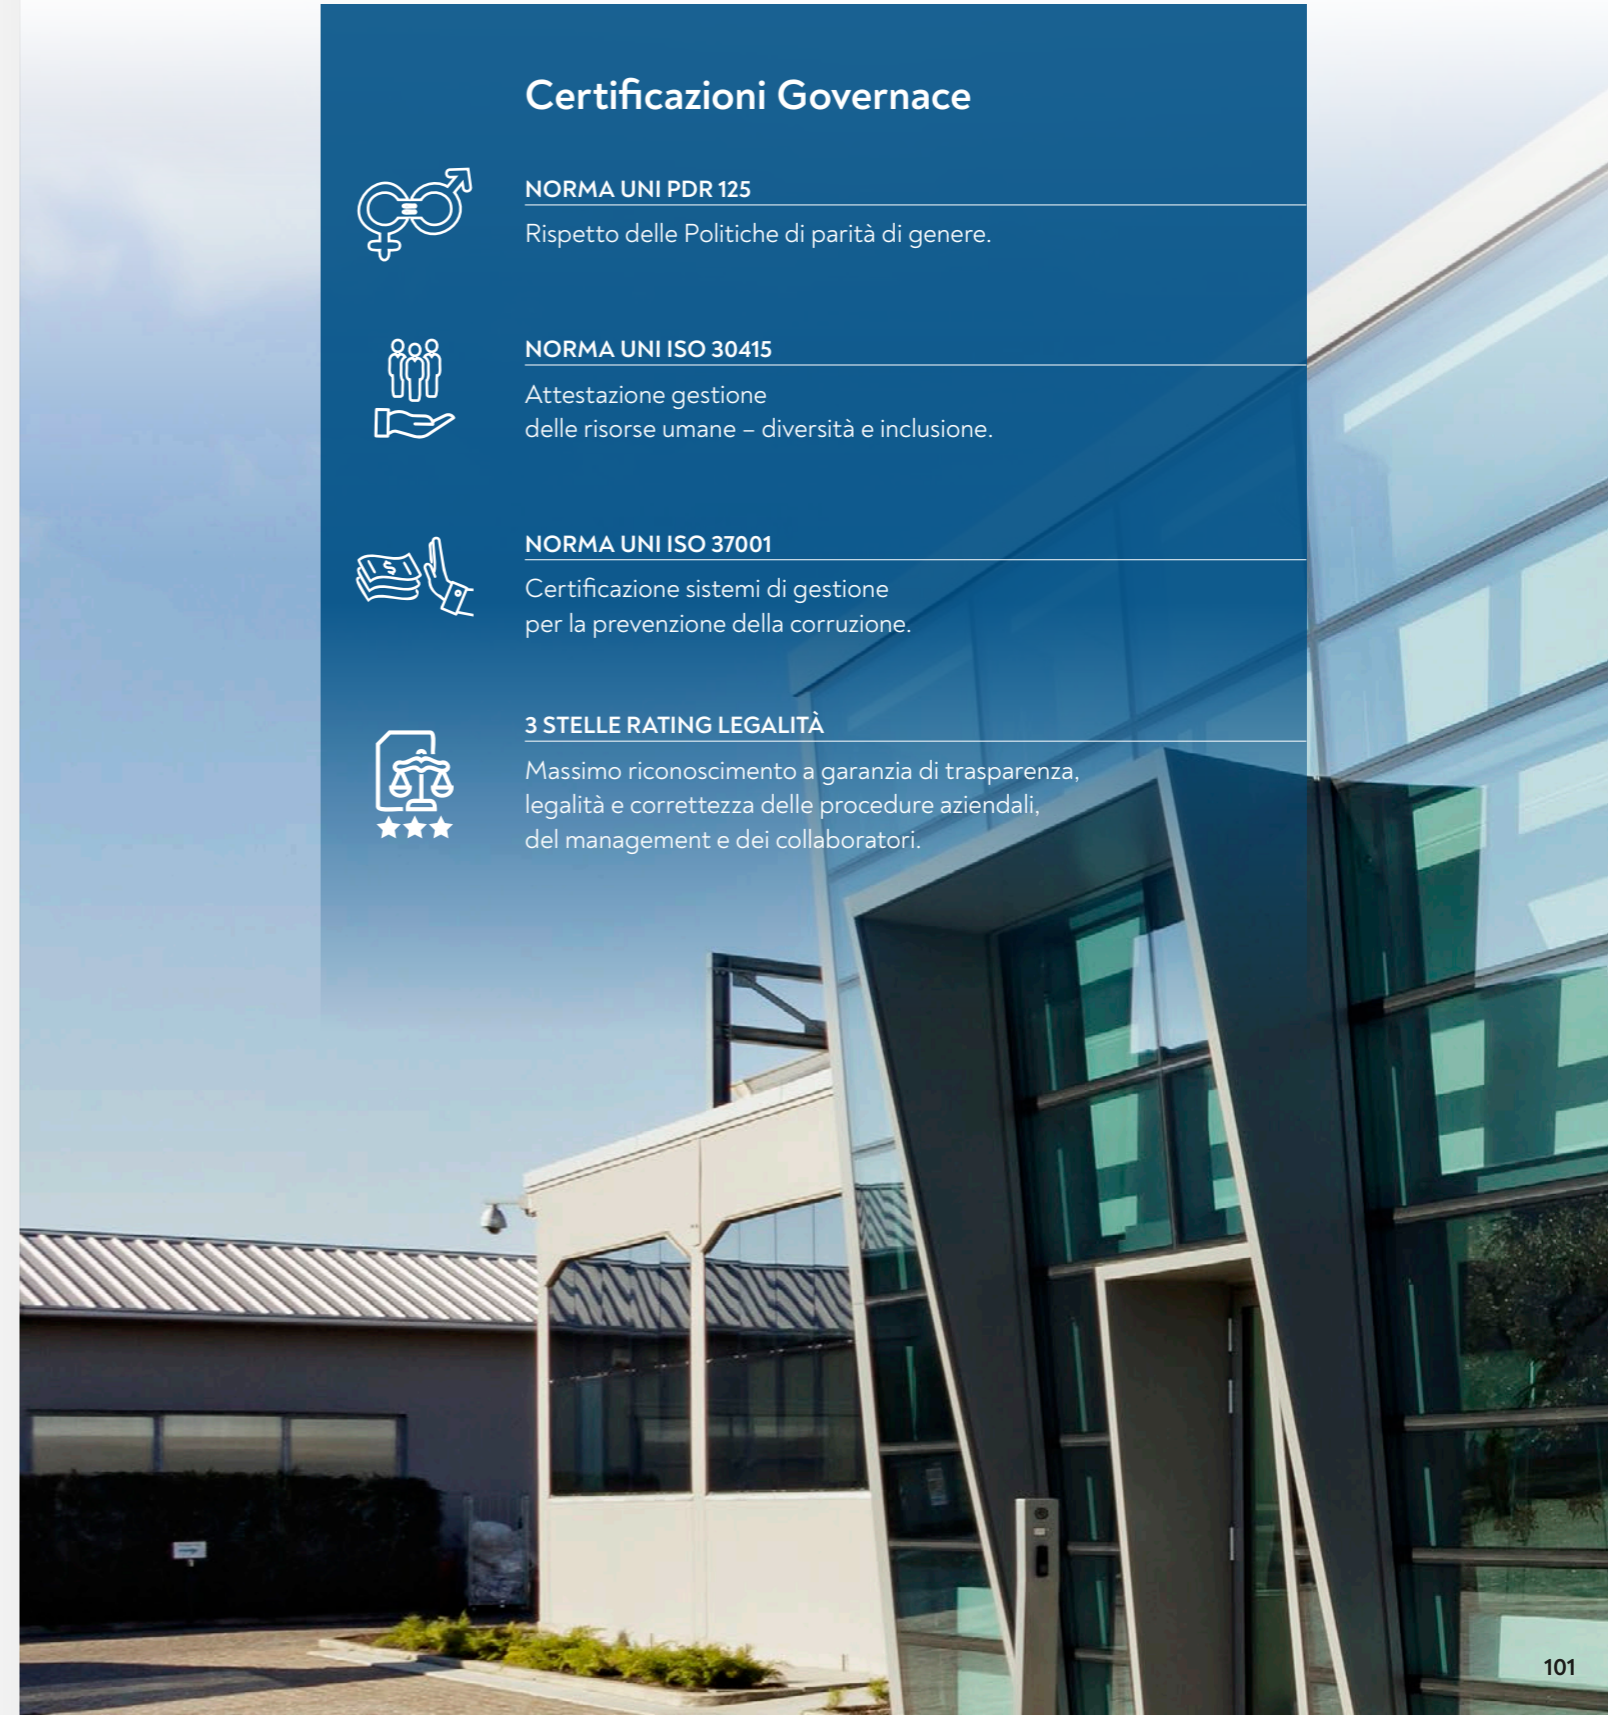 Certificazioni Governace
NORMA UNI PDR 125
Rispetto delle Politiche di parità di genere.
NORMA UNI ISO 30415
Attestazione gestione
delle risorse umane – diversità e inclusione.
NORMA UNI ISO 37001
Certificazione sistemi di gestione
per la prevenzione della corruzione.
3 STELLE RATING LEGALITÀ
Massimo riconoscimento a garanzia di trasparenza,
legalità e correttezza delle procedure aziendali,
del management e dei collaboratori.
101